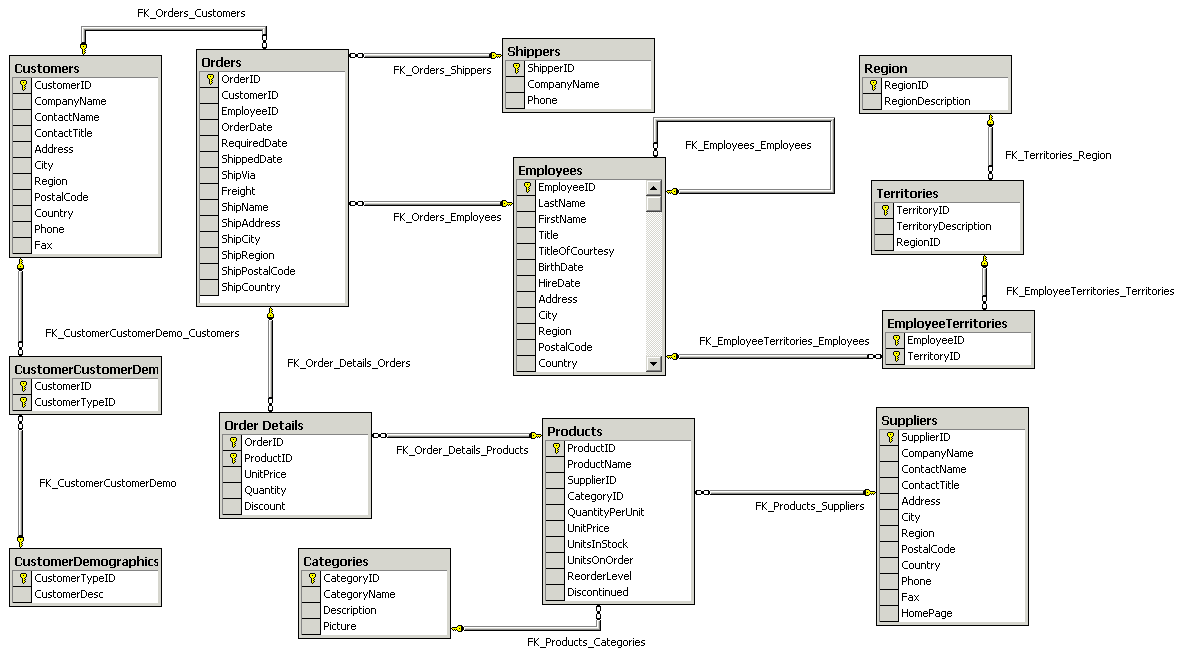 FK_Orders_Customers
Customers
CustomerID
CompanyName
ContactName
ContactTitle
Address
City
Region
PostalCode
Country
Phone
Fax
Orders
OrderID
CustomerID
EmployeeID
OrderDate
RequiredDate
ShippedDate
ShipVia
Freight
ShipName
ShipAddress
ShipCity
ShipRegion
ShipPostalCode
ShipCountry
FK_Orders_Shippers
Shippers
ShipperID
CompanyName
Phone
FK_Employees_Employees
Employees
EmployeeID
LastName
FirstName
Title
TitleOfCourtesy
BirthDate
HireDate
Address
City
Region
PostalCode
Country
FK_Orders_Employees
Region
RegionID
RegionDescription
FK_Territories_Region
Territories
TerritoryID
TerritoryDescription
RegionID
FK_EmployeeTerritories_Territories
EmployeeTerritories
EmployeeID
TerritoryID
FK_EmployeeTerritories_Employees
FK_CustomerCustomerDemo_Customers
CustomerCustomerDem
CustomerID
CustomerTypeID
FK_CustomerCustomerDemo
CustomerDemographics
CustomerTypeID
CustomerDesc
FK_Order_Details_Orders
Order Details
OrderID
ProductID
UnitPrice
Quantity
Discount
FK_Order_Details_Products
Products
ProductID
ProductName
SupplierID
CategoryID
QuantityPerUnit
UnitPrice
UnitsInStock
UnitsOnOrder
ReorderLevel
Discontinued
FK_Products_Suppliers
Suppliers
SupplierID
CompanyName
ContactName
ContactTitle
Address
City
Region
PostalCode
Country
Phone
Fax
HomePage
Categories
CategoryID
CategoryName
Description
Picture
FK_Products_Categories